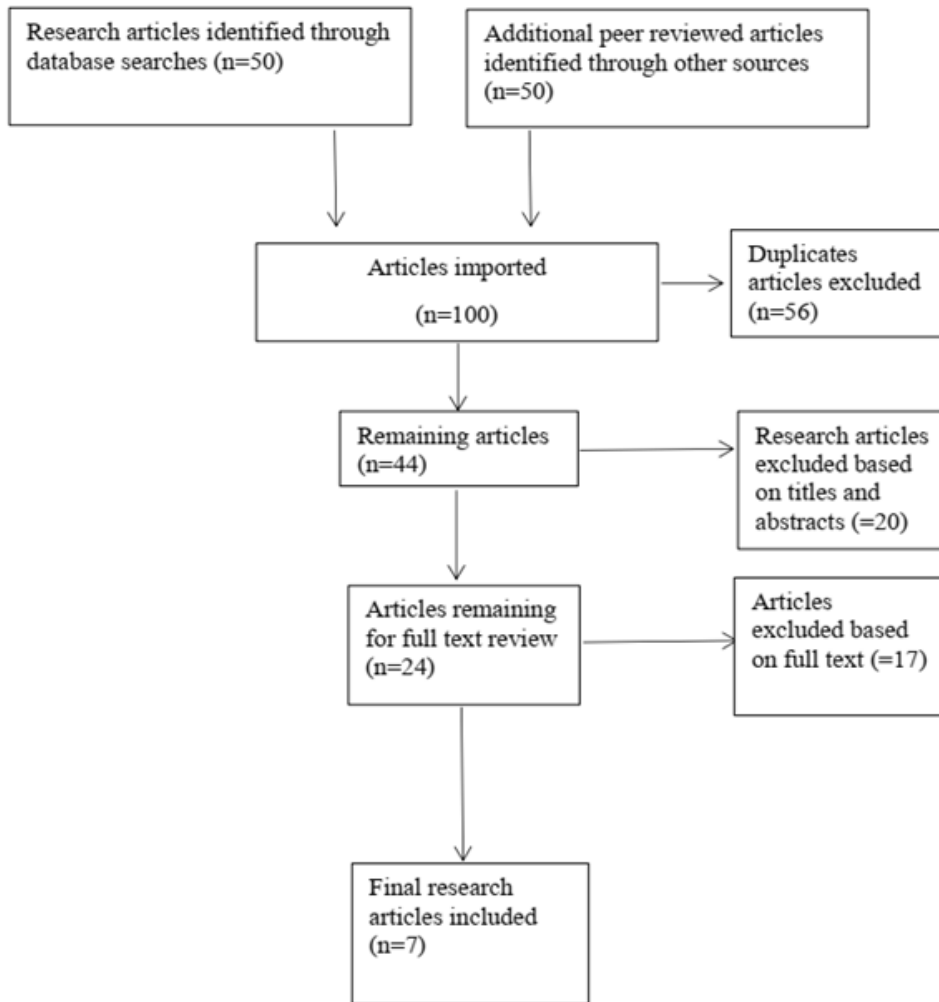 Research articles identified through
database searches (n=50)
Additional peer reviewed articles
identified through other sources
(n=50)
Articles imported
(n=100)
Duplicates
articles excluded
(n=56)
Remaining articles
(n=44)
Research articles
excluded based
on titles and
abstracts (=20)
Articles remaining
for full text review
(n=24)
Articles
excluded based
on full text (=17)
Final research
articles included
(n=7)